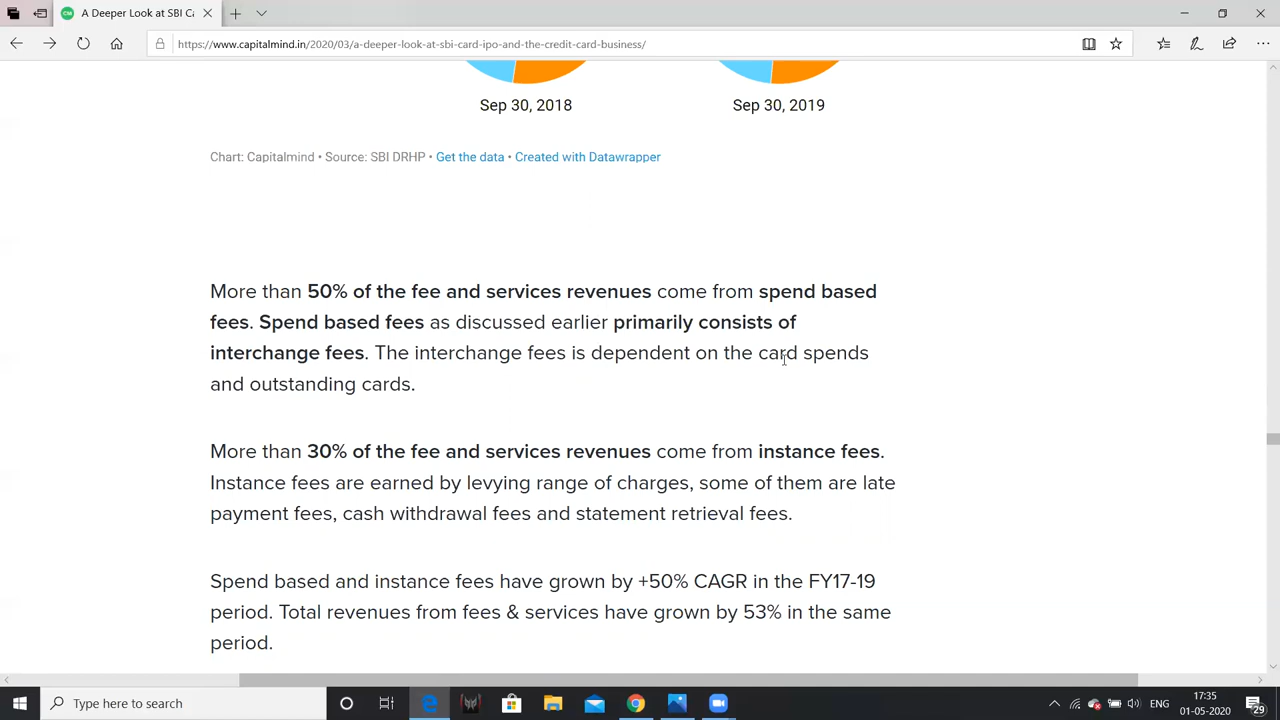 A Deeper Look at SBI Ca
https://www.capitalmind.in/2020/03/a-deeper-look-at-sbi-card-ipo-and-the-credit-card-business/
Sep 30, 2018
Sep 30, 2019
Chart: Capitalmind • Source: SBI DRHP • Get the data • Created with Datawrapper
More than 50% of the fee and services revenues come from spend based
fees. Spend based fees as discussed earlier primarily consists of
interchange fees. The interchange fees is dependent on the card spends
and outstanding cards.
More than 30% of the fee and services revenues come from instance fees.
Instance fees are earned by levying range of charges, some of them are late
payment fees, cash withdrawal fees and statement retrieval fees.
Spend based and instance fees have grown by +50% CAGR in the FY17-19
period. Total revenues from fees & services have grown by 53% in the same
period.
Type here to search
ENG
17:35
01-05-2020
29